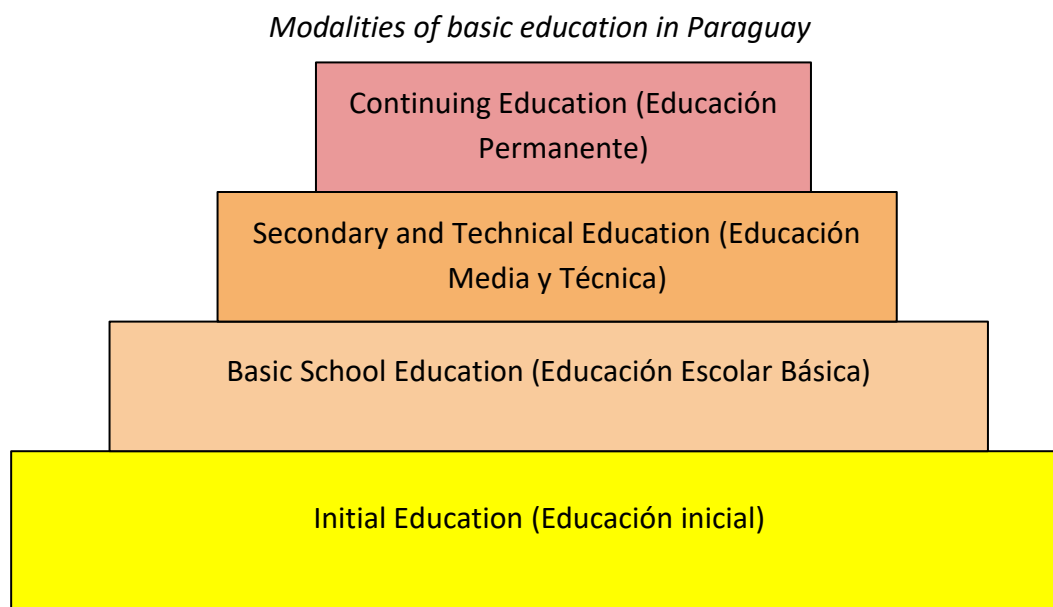 Modalities of basic education in Paraguay
Continuing Education (Educación
Permanente)
Secondary and Technical Education (Educación
Media y Técnica)
Basic School Education (Educación Escolar Básica)
Initial Education (Educación inicial)